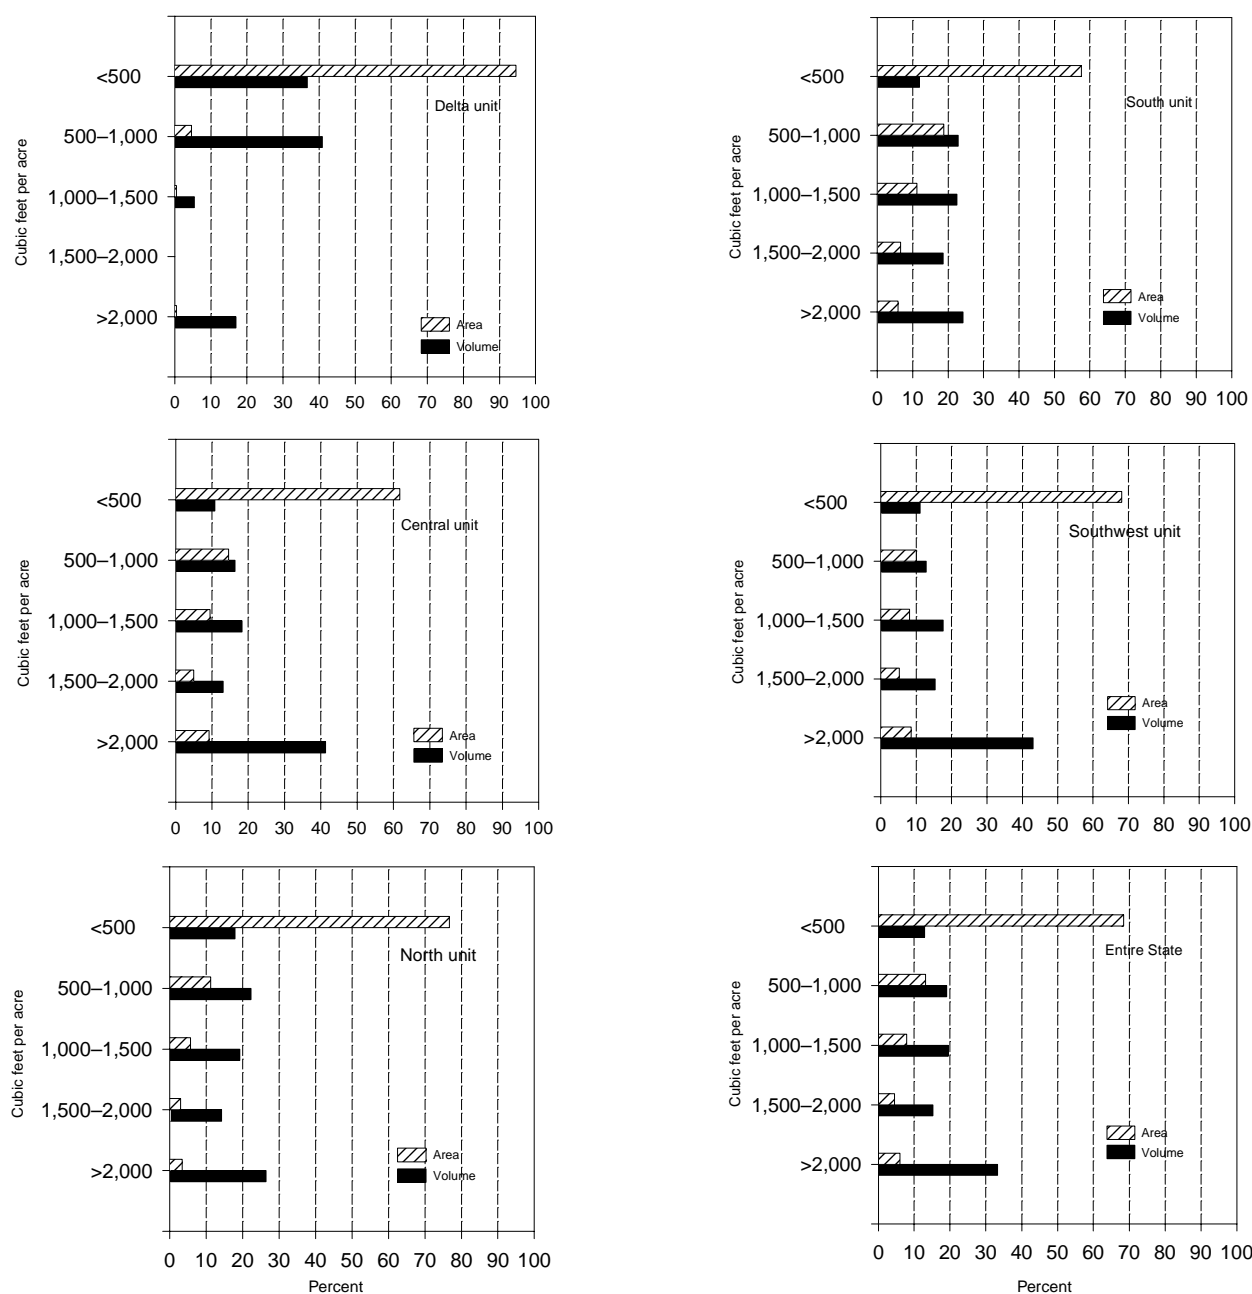 Cubic feet per acre
<500
500–1,000
1,000–1,500
1,500–2,000
>2,000
Delta unit
Area
Volume
0 10 20 30 40 50 60 70 80 90 100
Cubic feet per acre
<500
500–1,000
1,000–1,500
1,500–2,000
>2,000
South unit
Area
Volume
0 10 20 30 40 50 60 70 80 90 100
Cubic feet per acre
<500
500–1,000
1,000–1,500
1,500–2,000
>2,000
Central unit
Area
Volume
0 10 20 30 40 50 60 70 80 90 100
Cubic feet per acre
<500
500–1,000
1,000–1,500
1,500–2,000
>2,000
Southwest unit
Area
Volume
0 10 20 30 40 50 60 70 80 90 100
Cubic feet per acre
<500
500–1,000
1,000–1,500
1,500–2,000
>2,000
North unit
Area
Volume
0 10 20 30 40 50 60 70 80 90 100
Percent
Cubic feet per acre
<500
500–1,000
1,000–1,500
1,500–2,000
>2,000
Entire State
Area
Volume
0 10 20 30 40 50 60 70 80 90 100
Percent